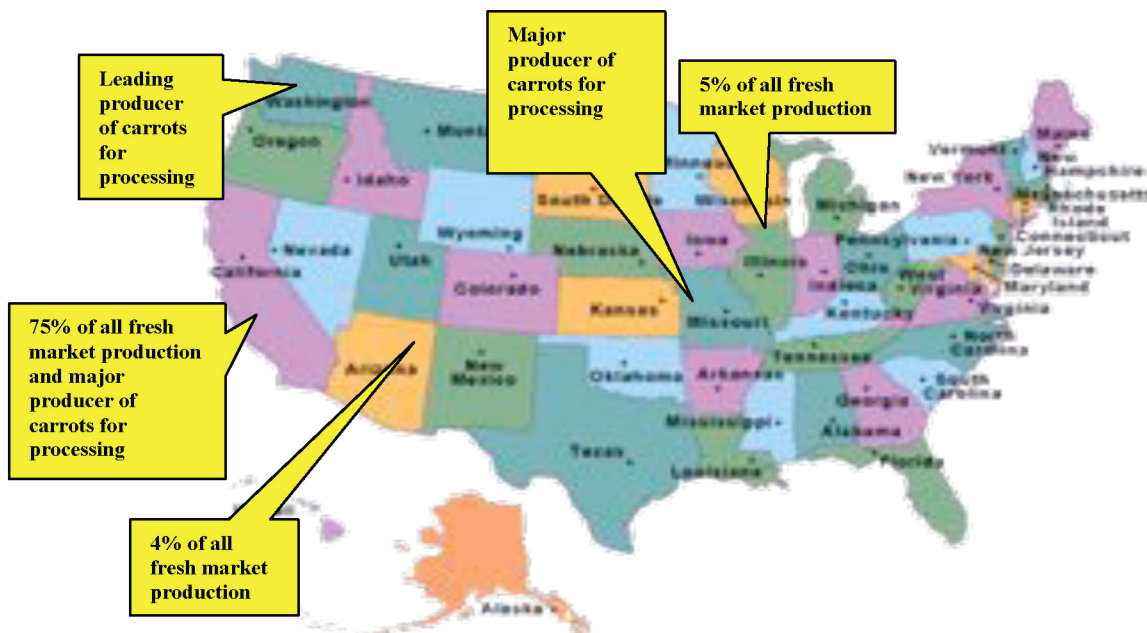 Leading
producer
of carrots
for
processing
Major
producer of
carrots for
processing
5% of all fresh
market production
75% of all fresh
market production
and major
producer of
carrots for
processing
4% of all
fresh market
production
Washington
Oregon
Idaho
Nevada
California
Utah
Wyoming
Colorado
Arizona
New
Mexico
South
Nebraska
Kansas
Oklahoma
Texas
Iowa
Missouri
Arkansas
Louisiana
Wisconsin
Illinois
Michigan
Indiana
Ohio
Kentucky
Tennessee
Mississippi
Alabama
Georgia
Florida
South
Carolina
North
Carolina
Virginia
West
Virginia
Pennsylvania
New York
Vermont
Maine
New
Hampshire
Massachusetts
Rhode
Island
Connecticut
New Jersey
Delaware
Maryland
Alaska